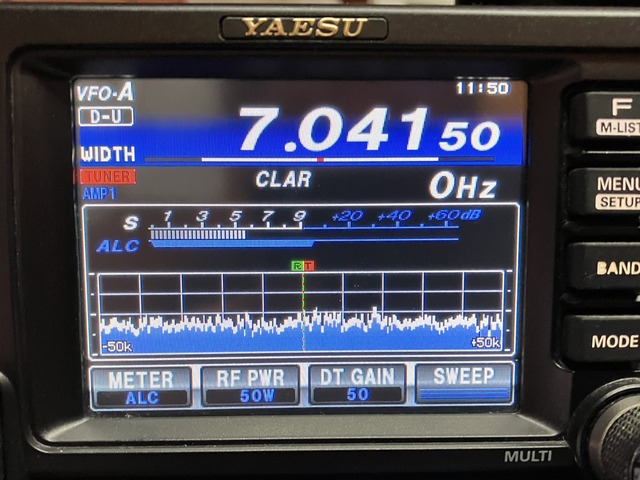 YAESU
VFO-A
11:50
D-U
7.041 50
WIDTH
TUNER
AMP1
CLAR
0Hz
S 1 3 5 7 9 +20 +40 +60dB
ALC
R T
-50k
+50k
METER
ALC
RF PWR
50W
DT GAIN
50
SWEEP
F
M-LIST
MENU
SETUP
BAND
MODE
MULTI